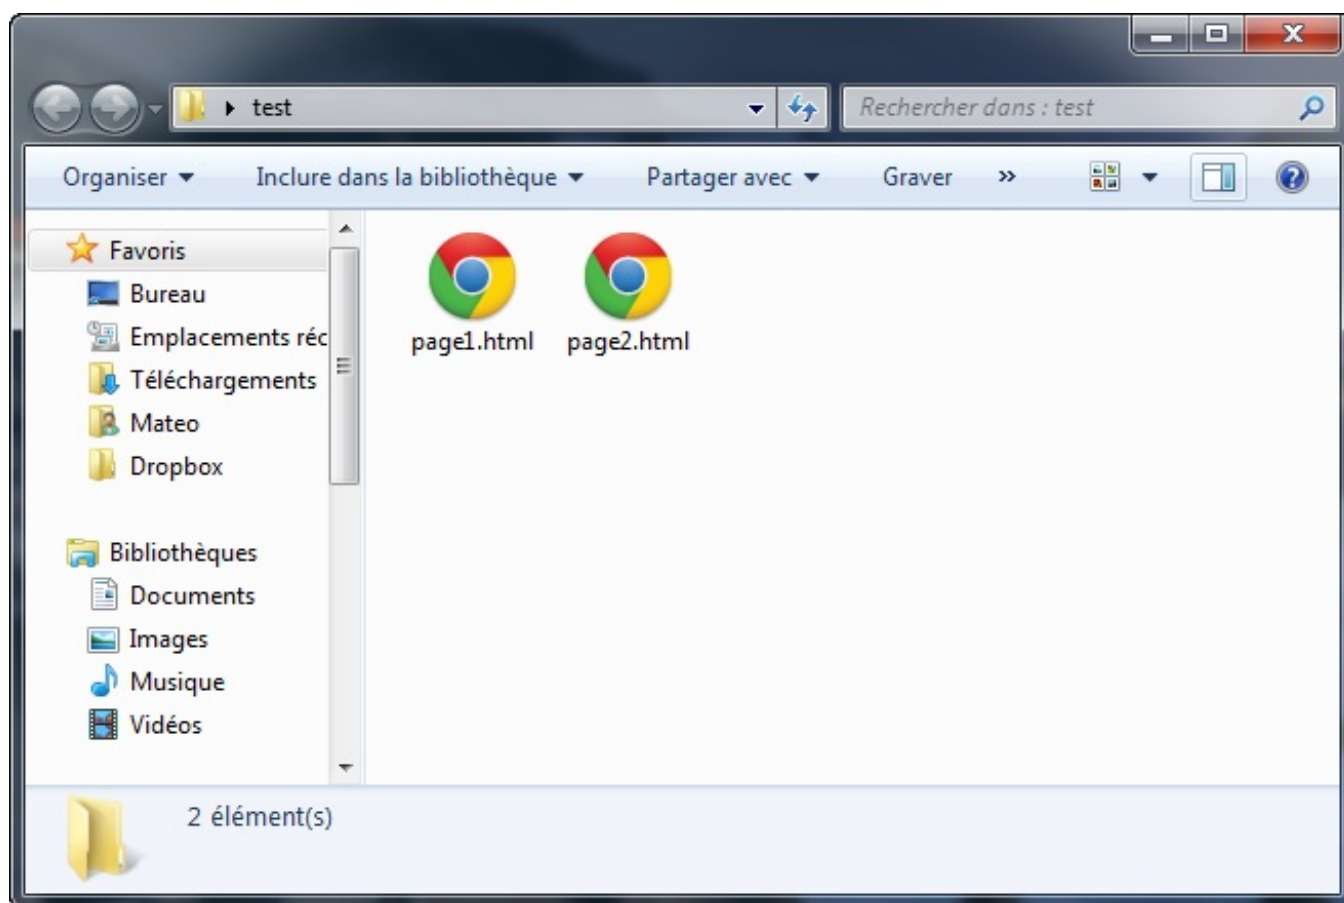 test
Rechercher dans : test
Organiser Inclure dans la bibliothèque Partager avec Graver »
Favoris
Bureau
Emplacements réc
Téléchargements
Mateo
Dropbox
Bibliothèques
Documents
Images
Musique
Vidéos
page1.html page2.html
2 élément(s)